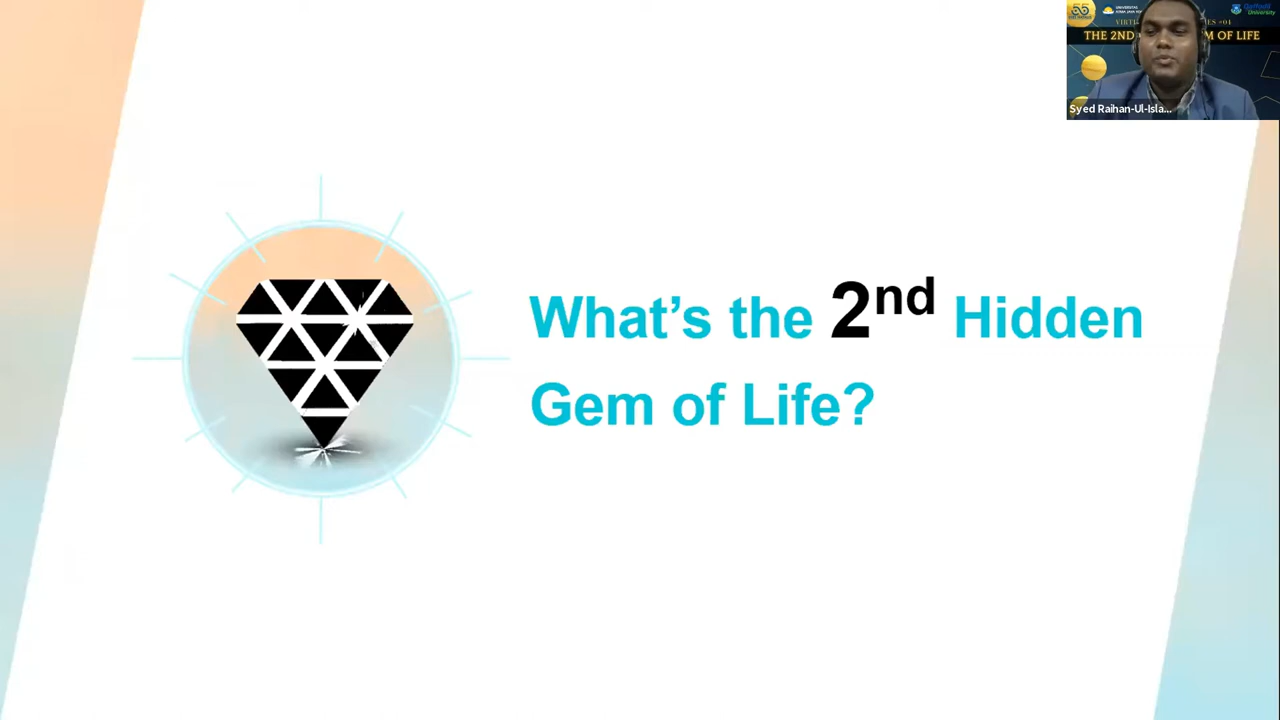 THE 2ND
M OF LIFE
Syed Raihan-Ul-Isla...
What's the 2nd Hidden
Gem of Life?